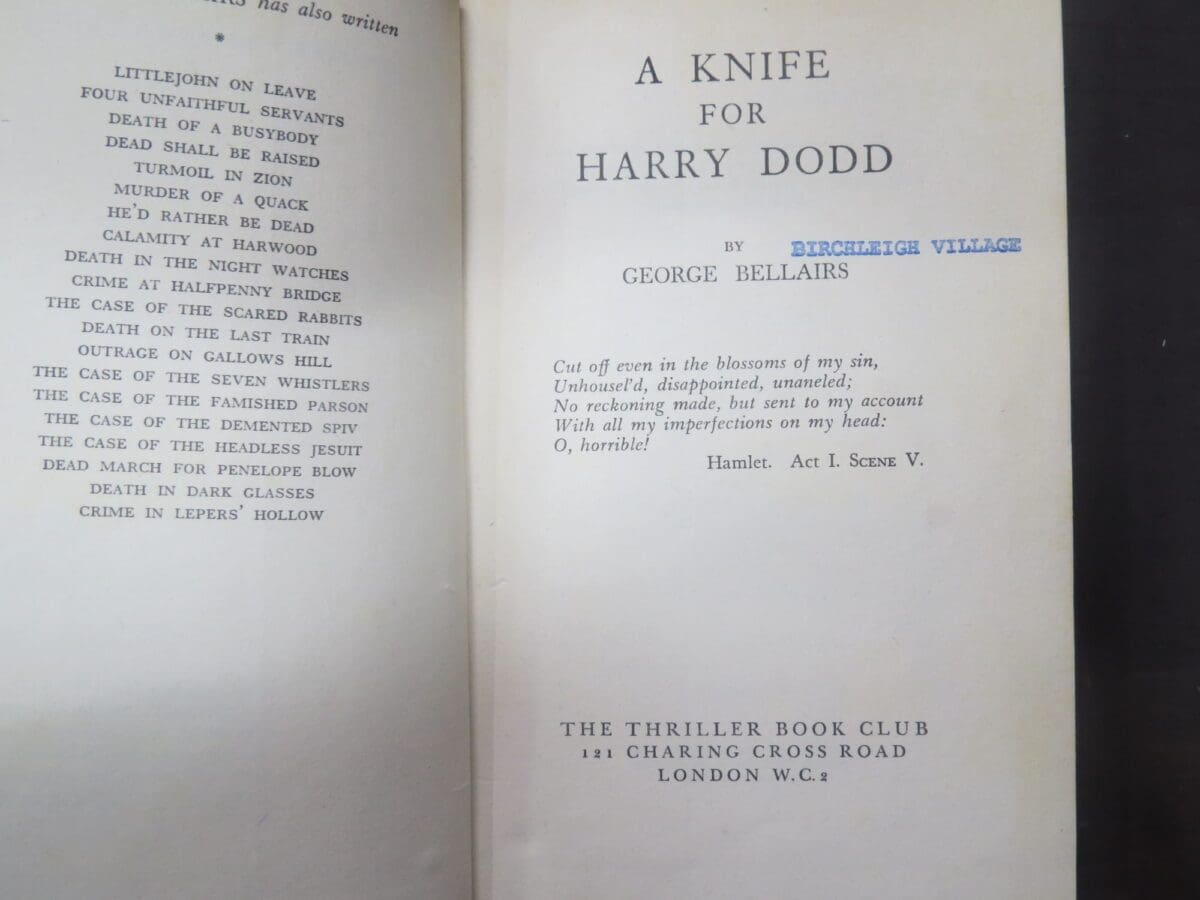 has also written
*
LITTLEJOHN ON LEAVE
FOUR UNFAITHFUL SERVANTS
DEATH OF A BUSYBODY
DEAD SHALL BE RAISED
TURMOIL IN ZION
MURDER OF A QUACK
HE'D RATHER BE DEAD
CALAMITY AT HARWOOD
DEATH IN THE NIGHT WATCHES
CRIME AT HALFPENNY BRIDGE
THE CASE OF THE SCARED RABBITS
DEATH ON THE LAST TRAIN
OUTRAGE ON GALLOWS HILL
THE CASE OF THE SEVEN WHISTLERS
THE CASE OF THE FAMISHED PARSON
THE CASE OF THE DEMENTED SPIV
THE CASE OF THE HEADLESS JESUIT
DEAD MARCH FOR PENELOPE BLOW
DEATH IN DARK GLASSES
CRIME IN LEPERS' HOLLOW
A KNIFE
FOR
HARRY DODD
BY BIRCHLEIGH VILLAGE
GEORGE BELLAIRS
Cut off even in the blossoms of my sin,
Unhousel'd, disappointed, unaneled;
No reckoning made, but sent to my account
With all my imperfections on my head:
O, horrible!
Hamlet. Act I. SCENE V.
THE THRILLER BOOK CLUB
121 CHARING CROSS ROAD
LONDON W.C.2